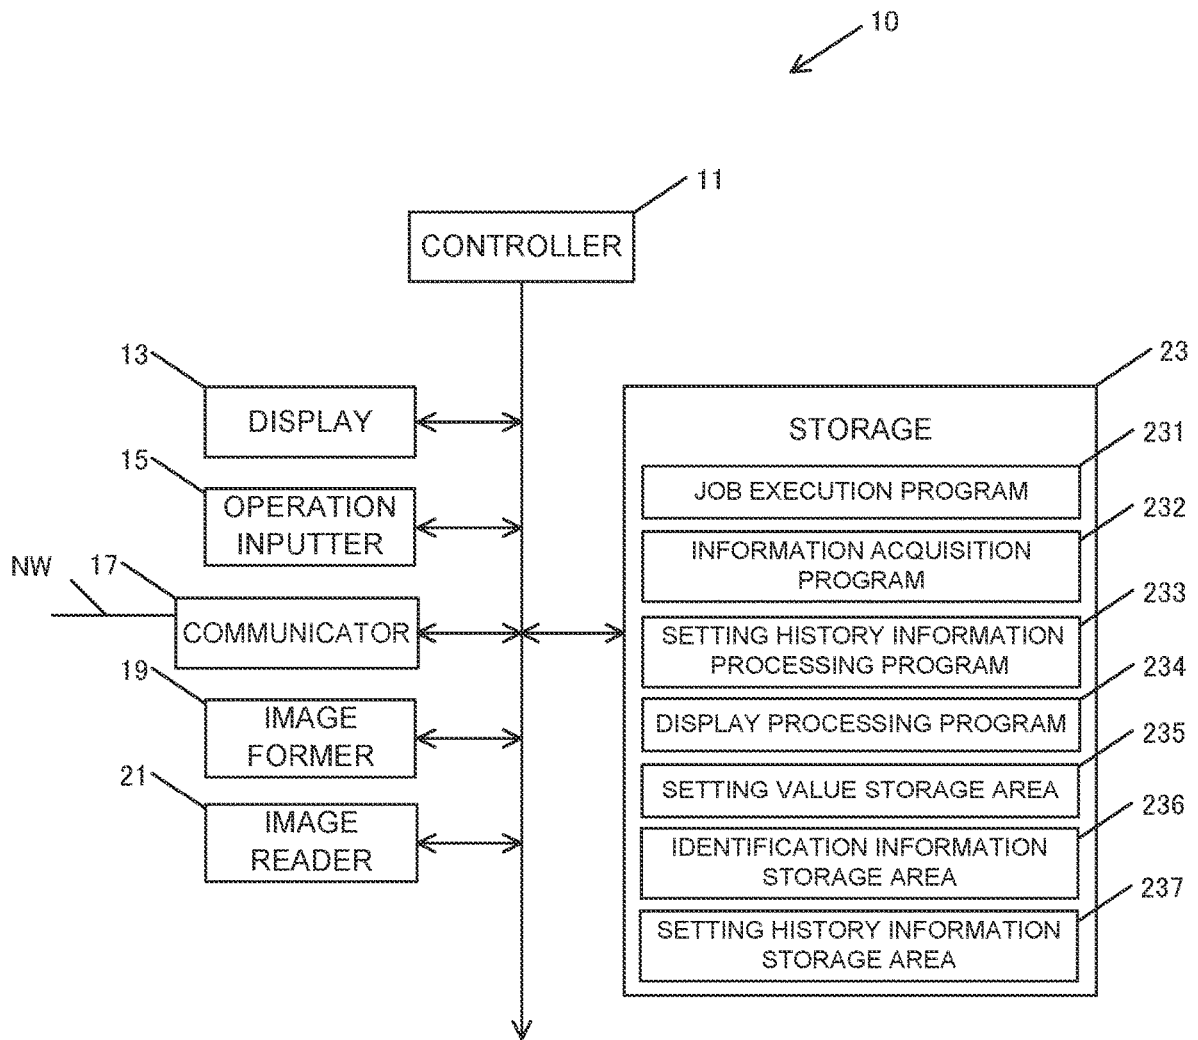 10
11
CONTROLLER
13
DISPLAY
15
OPERATION
INPUTTER
NW
17
COMMUNICATOR
19
IMAGE
FORMER
21
IMAGE
READER
23
STORAGE
231
JOB EXECUTION PROGRAM
232
INFORMATION ACQUISITION
PROGRAM
233
SETTING HISTORY INFORMATION
PROCESSING PROGRAM
234
DISPLAY PROCESSING PROGRAM
235
SETTING VALUE STORAGE AREA
236
IDENTIFICATION INFORMATION
STORAGE AREA
237
SETTING HISTORY INFORMATION
STORAGE AREA